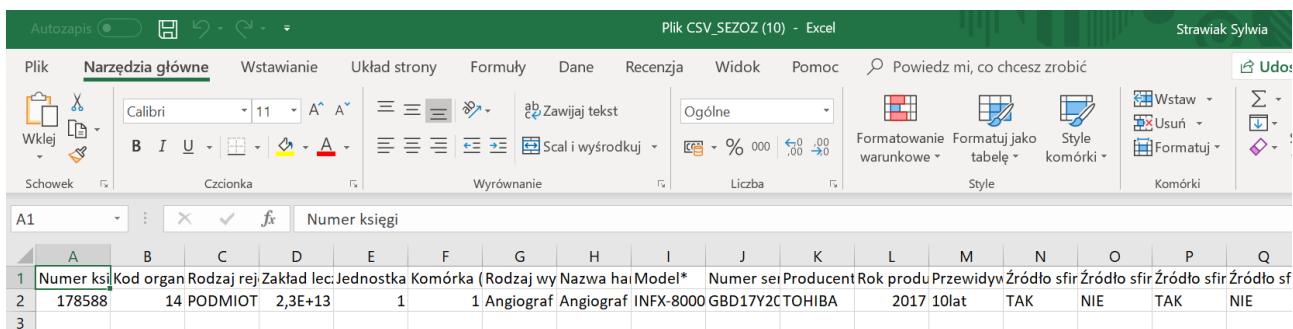 Autozapis Plik CSV_SEZOZ (10) - Excel Strawiak Sylwia
Plik Narzędzia główne Wstawianie Układ strony Formuły Dane Recenzja Widok Pomoc Powiedz mi, co chcesz zrobić Udos
Wklej Calibri 11 A^ A˅ ab Zawijaj tekst Ogólne Formatowanie warunkowe Formatuj jako tabelę Style komórki Wstaw
B I U A Scal i wyśrodkuj % 000 ,00 Usuń
Formatuj
Schowek Czcionka Wyrównanie Liczba Style Komórki
A1 fx Numer księgi
A B C D E F G H I J K L M N O P Q
1 Numer ksi Kod organ Rodzaj rej Zakład lec Jednostka Komórka ( Rodzaj wy Nazwa ha Model* Numer ser Producent Rok produ Przewidyw Źródło sfir Źródło sfir Źródło sfir Źródło sf
2 178588 14 PODMIOT 2,3E+13 1 1 Angiograf Angiograf INFX-8000 GBD17Y2C TOHIBA 2017 10lat TAK NIE TAK NIE
3